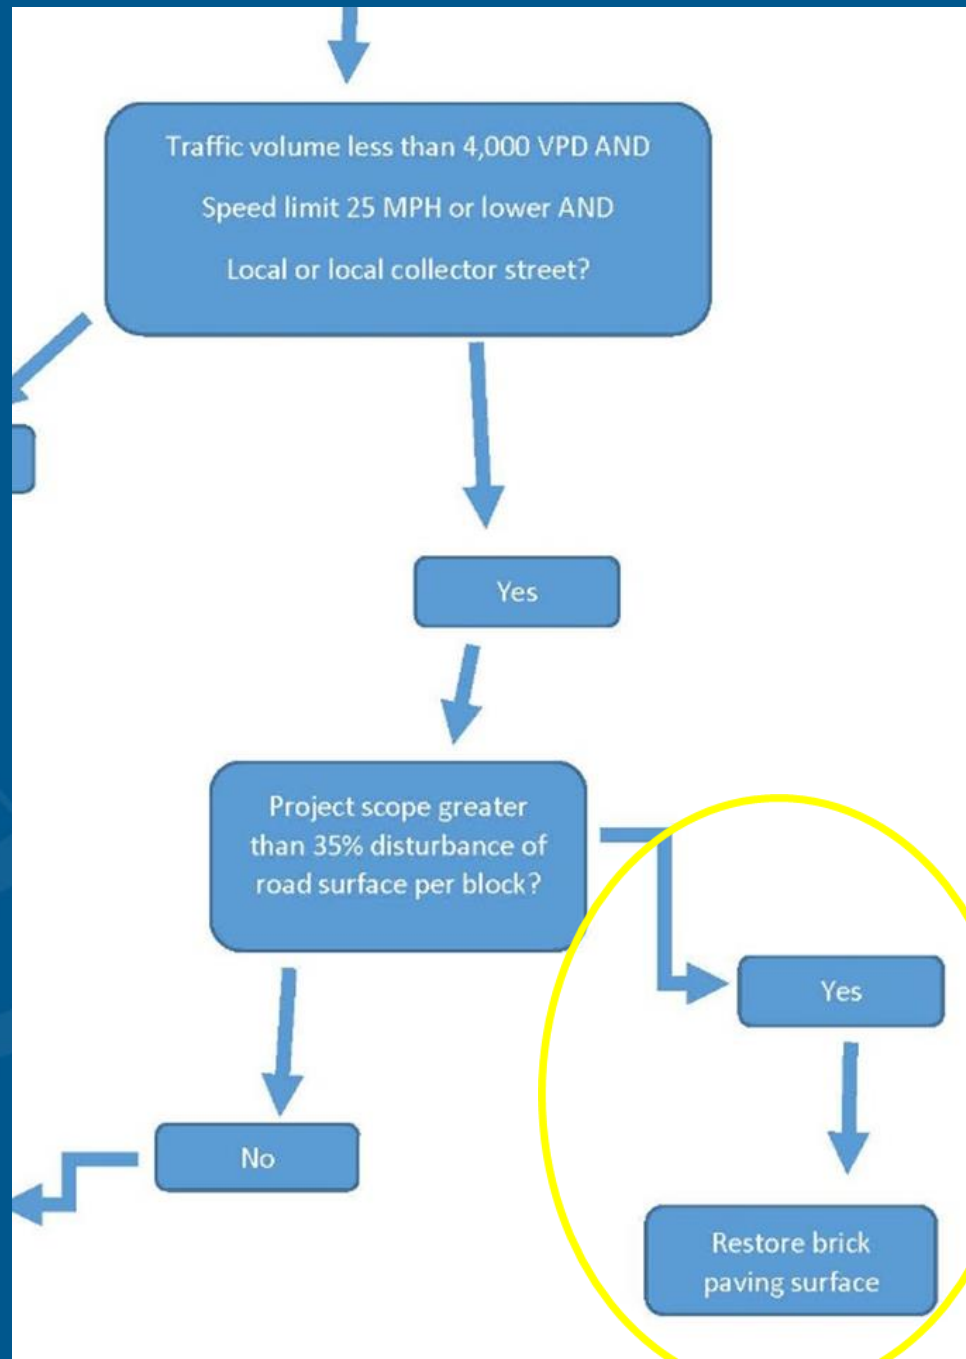 Traffic volume less than 4,000 VPD AND
Speed limit 25 MPH or lower AND
Local or local collector street?
Yes
Project scope greater
than 35% disturbance of
road surface per block?
Yes
No
Restore brick
paving surface